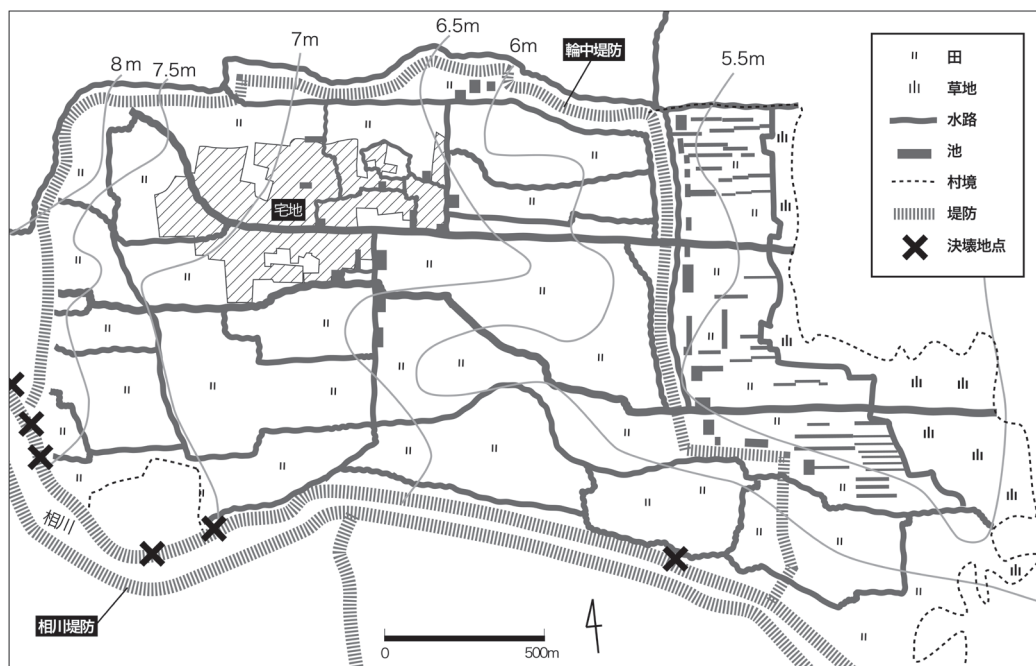 8m
7.5m
7m
6.5m
6m
輪中堤防
5.5m
宅地
相川
相川堤防
0
500m
田
草地
水路
池
村境
堤防
決壊地点